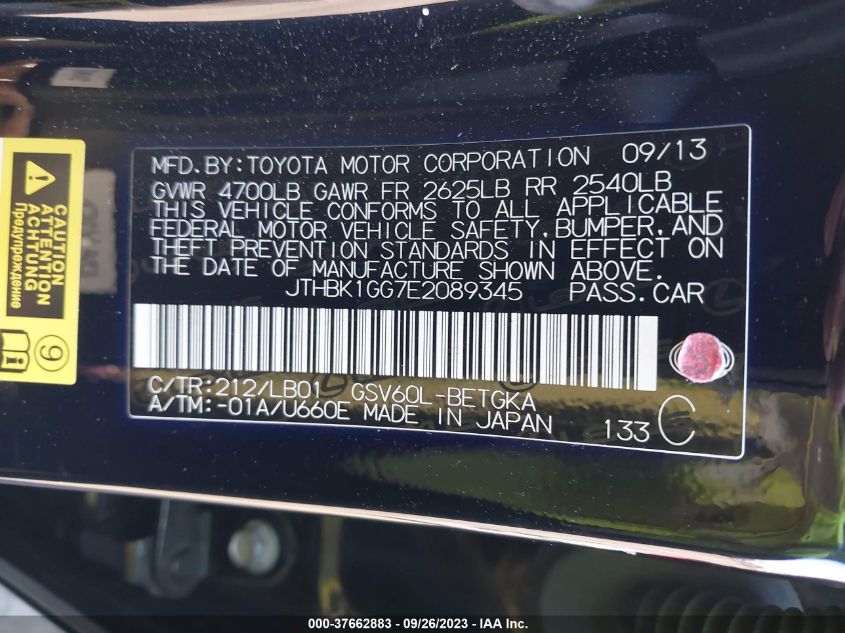 CAUTION
ATTENTION
ACHTUNG
Предупреждение
9
MFD.BY:TOYOTA MOTOR CORPORATION 09/13
GVWR 4700LB GAWR FR 2625LB RR 2540LB
THIS VEHICLE CONFORMS TO ALL APPLICABLE
FEDERAL MOTOR VEHICLE SAFETY, BUMPER, AND
THEFT PREVENTION STANDARDS IN EFFECT ON
THE DATE OF MANUFACTURE SHOWN ABOVE.
JTHBK1GG7E2089345 PASS.CAR
C/TR:212/LB01 GSV60L-BETGKA
A/TM:-01A/U660E MADE IN JAPAN 133 C
000-37662883 - 09/26/2023 - IAA Inc.